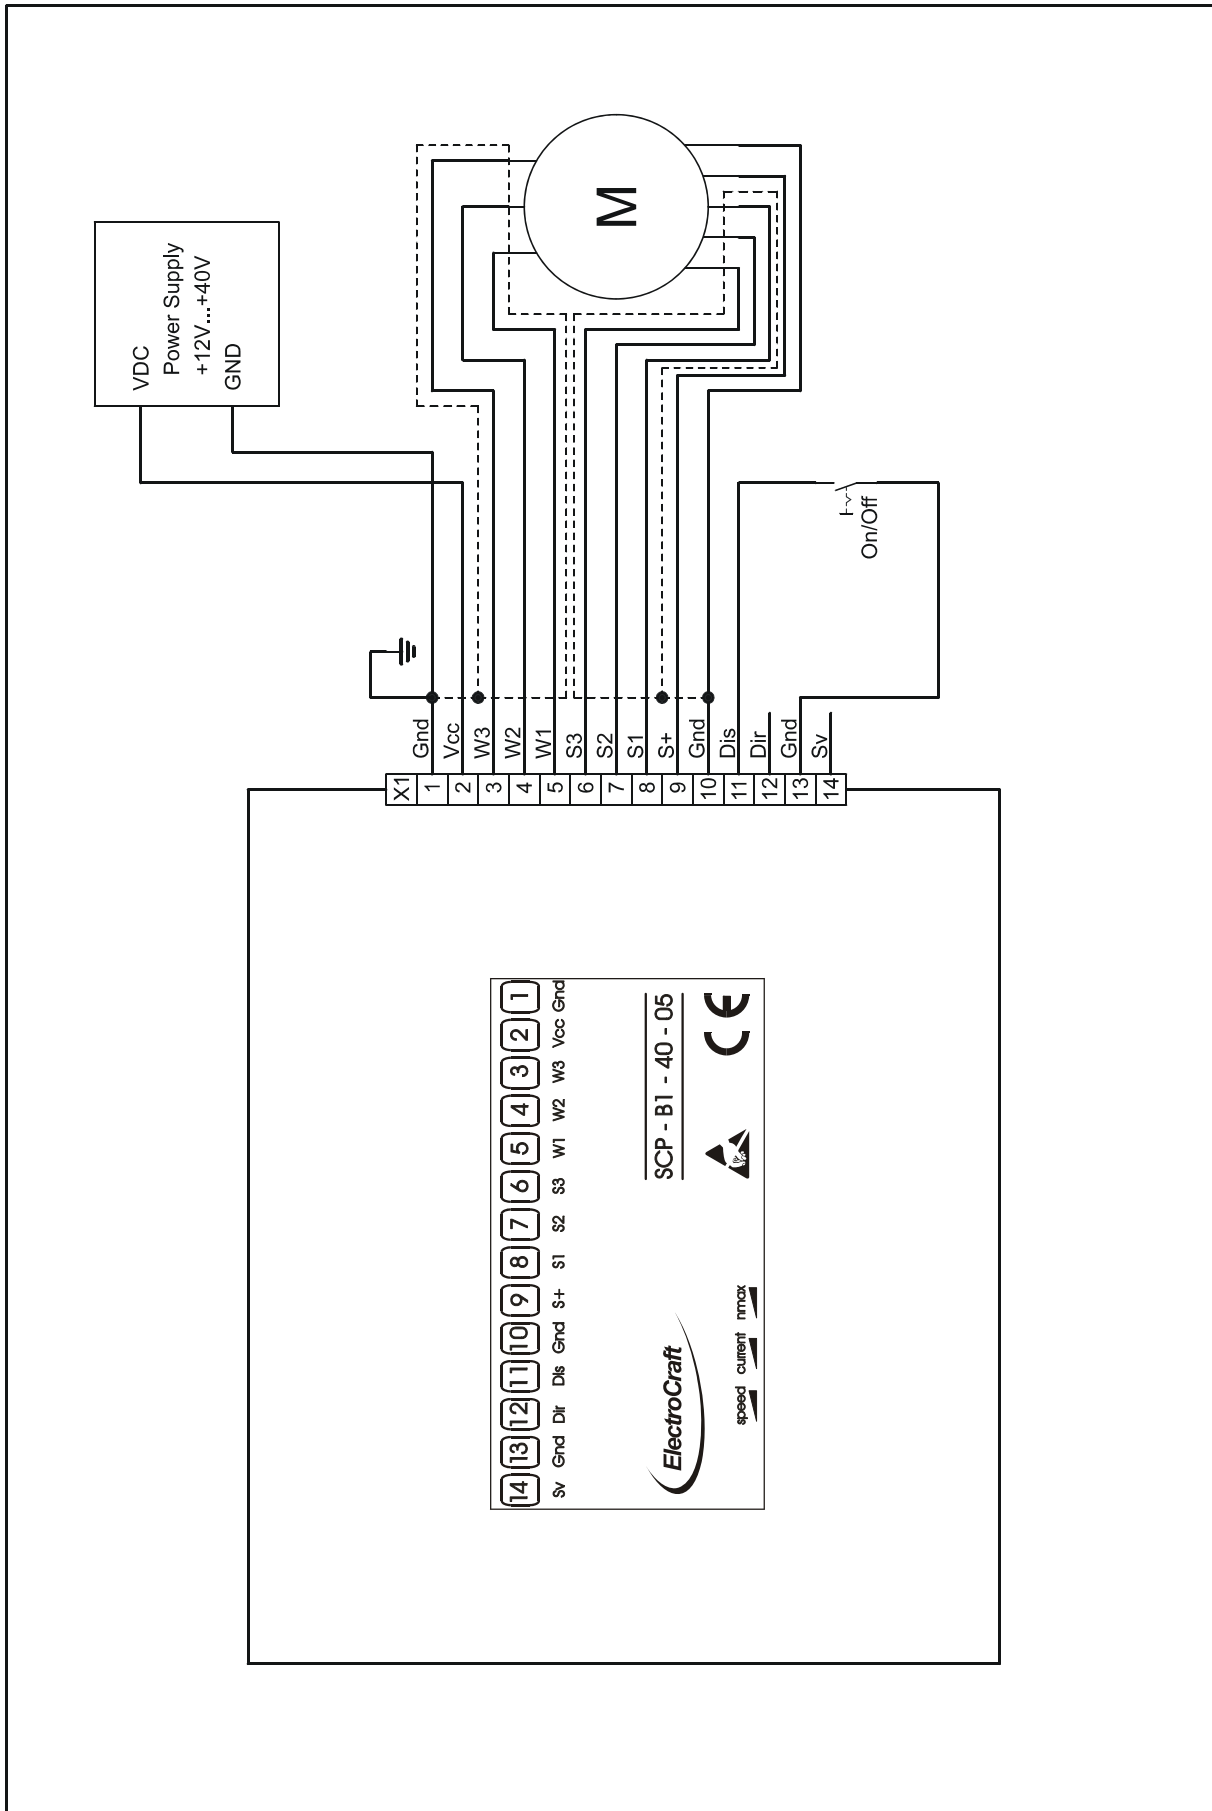 VDC
Power Supply
+12V...+40V
GND
M
On/Off
Gnd
Vcc
W3
W2
W1
S3
S2
S1
S+
Gnd
Dis
Dir
Gnd
Sv
X1
1
2
3
4
5
6
7
8
9
10
11
12
13
14
14 13 12 11 10 9 8 7 6 5 4 3 2 1
Sv Gnd Dir Dis Gnd S+ S1 S2 S3 W1 W2 W3 Vcc Gnd
ElectroCraft
SCP - B1 - 40 - 05
speed current nmax
CE